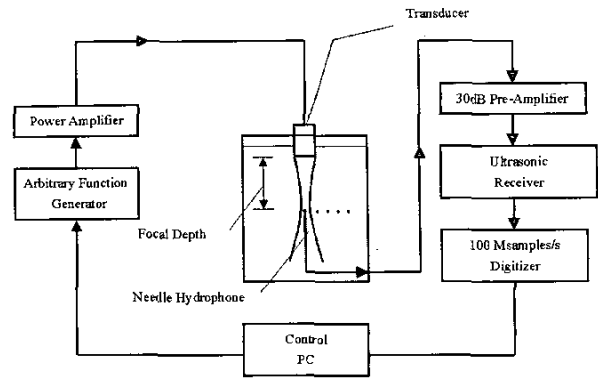 Transducer
Power Amplifier
30dB Pre-Amplifier
Arbitrary Function
Generator
Ultrasonic
Receiver
Focal Depth
100 Msamples/s
Digitizer
Needle Hydrophone
Control
PC